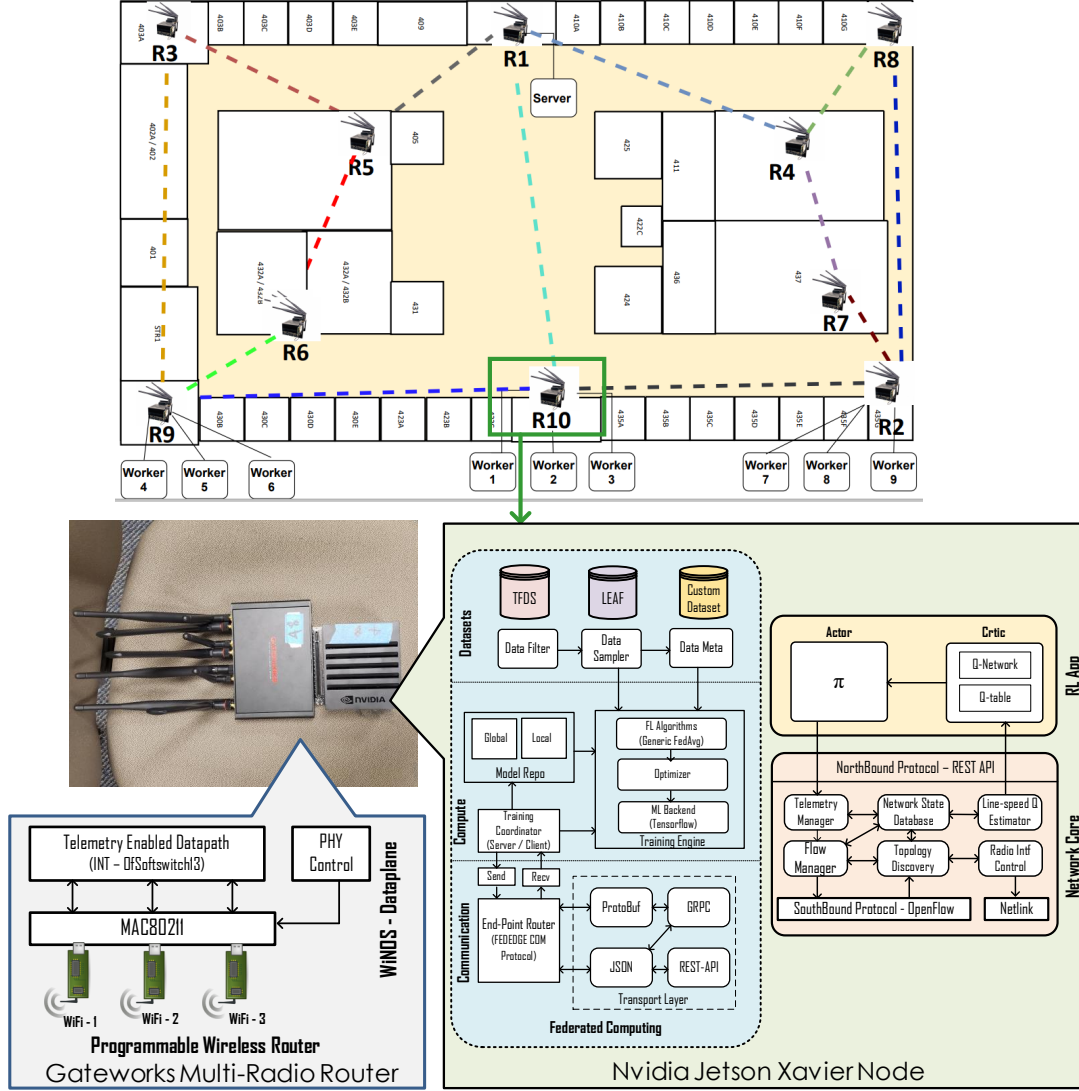 403A
403B
403C
403D
403E
409
410A
410B
410C
410D
410E
410F
410G
R3
R1
R8
Server
402A / 402
405
425
411
R5
R4
422C
401
432A / 432B
432A / 432B
431
424
436
437
STR1
R6
R7
R9
R10
R2
430B
430C
430D
430E
423A
423B
435A
435B
435C
435D
435E
435F
435G
Worker
4
Worker
5
Worker
6
Worker
1
Worker
2
Worker
3
Worker
7
Worker
8
Worker
9
NVIDIA
Datasets
TFDS
LEAF
Custom
Dataset
Data Filter
Data
Sampler
Data Meta
Compute
Global
Local
Model Repo
FL Algorithms
(Generic FedAvg)
Optimizer
ML Backend
(Tensorflow)
Training Engine
Training
Coordinator
(Server / Client)
Send
Recv
Communication
End-Point Router
(FEDEDGE COM
Protocol)
ProtoBuf
GRPC
JSON
REST-API
Transport Layer
Federated Computing
Actor
Crtic
π
Q-Network
Q-table
RL App
NorthBound Protocol – REST API
Telemetry
Manager
Network State
Database
Line-speed Q
Estimator
Flow
Manager
Topology
Discovery
Radio Intf
Control
SouthBound Protocol - OpenFlow
Netlink
Network Core
Nvidia Jetson Xavier Node
Telemetry Enabled Datapath
(INT – OfSoftswitch13)
PHY
Control
MAC80211
WiNOS - Dataplane
WiFi - 1
WiFi - 2
WiFi - 3
Programmable Wireless Router
Gateworks Multi-Radio Router